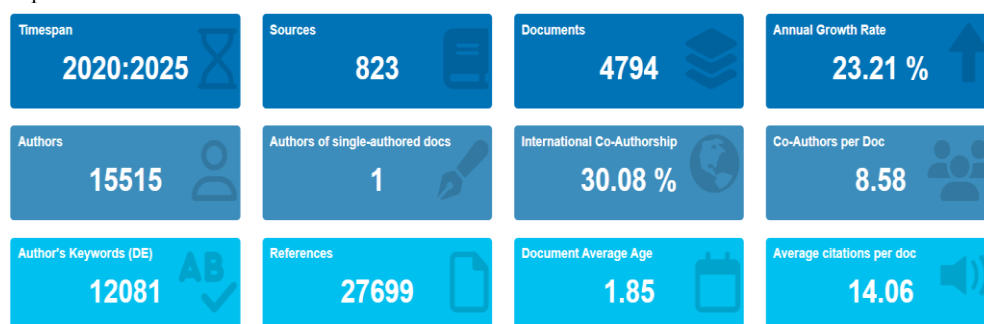 Timespan
2020:2025
Sources
823
Documents
4794
Annual Growth Rate
23.21 %
Authors
15515
Authors of single-authored docs
1
International Co-Authorship
30.08 %
Co-Authors per Doc
8.58
Author's Keywords (DE)
12081
AB
References
27699
Document Average Age
1.85
Average citations per doc
14.06